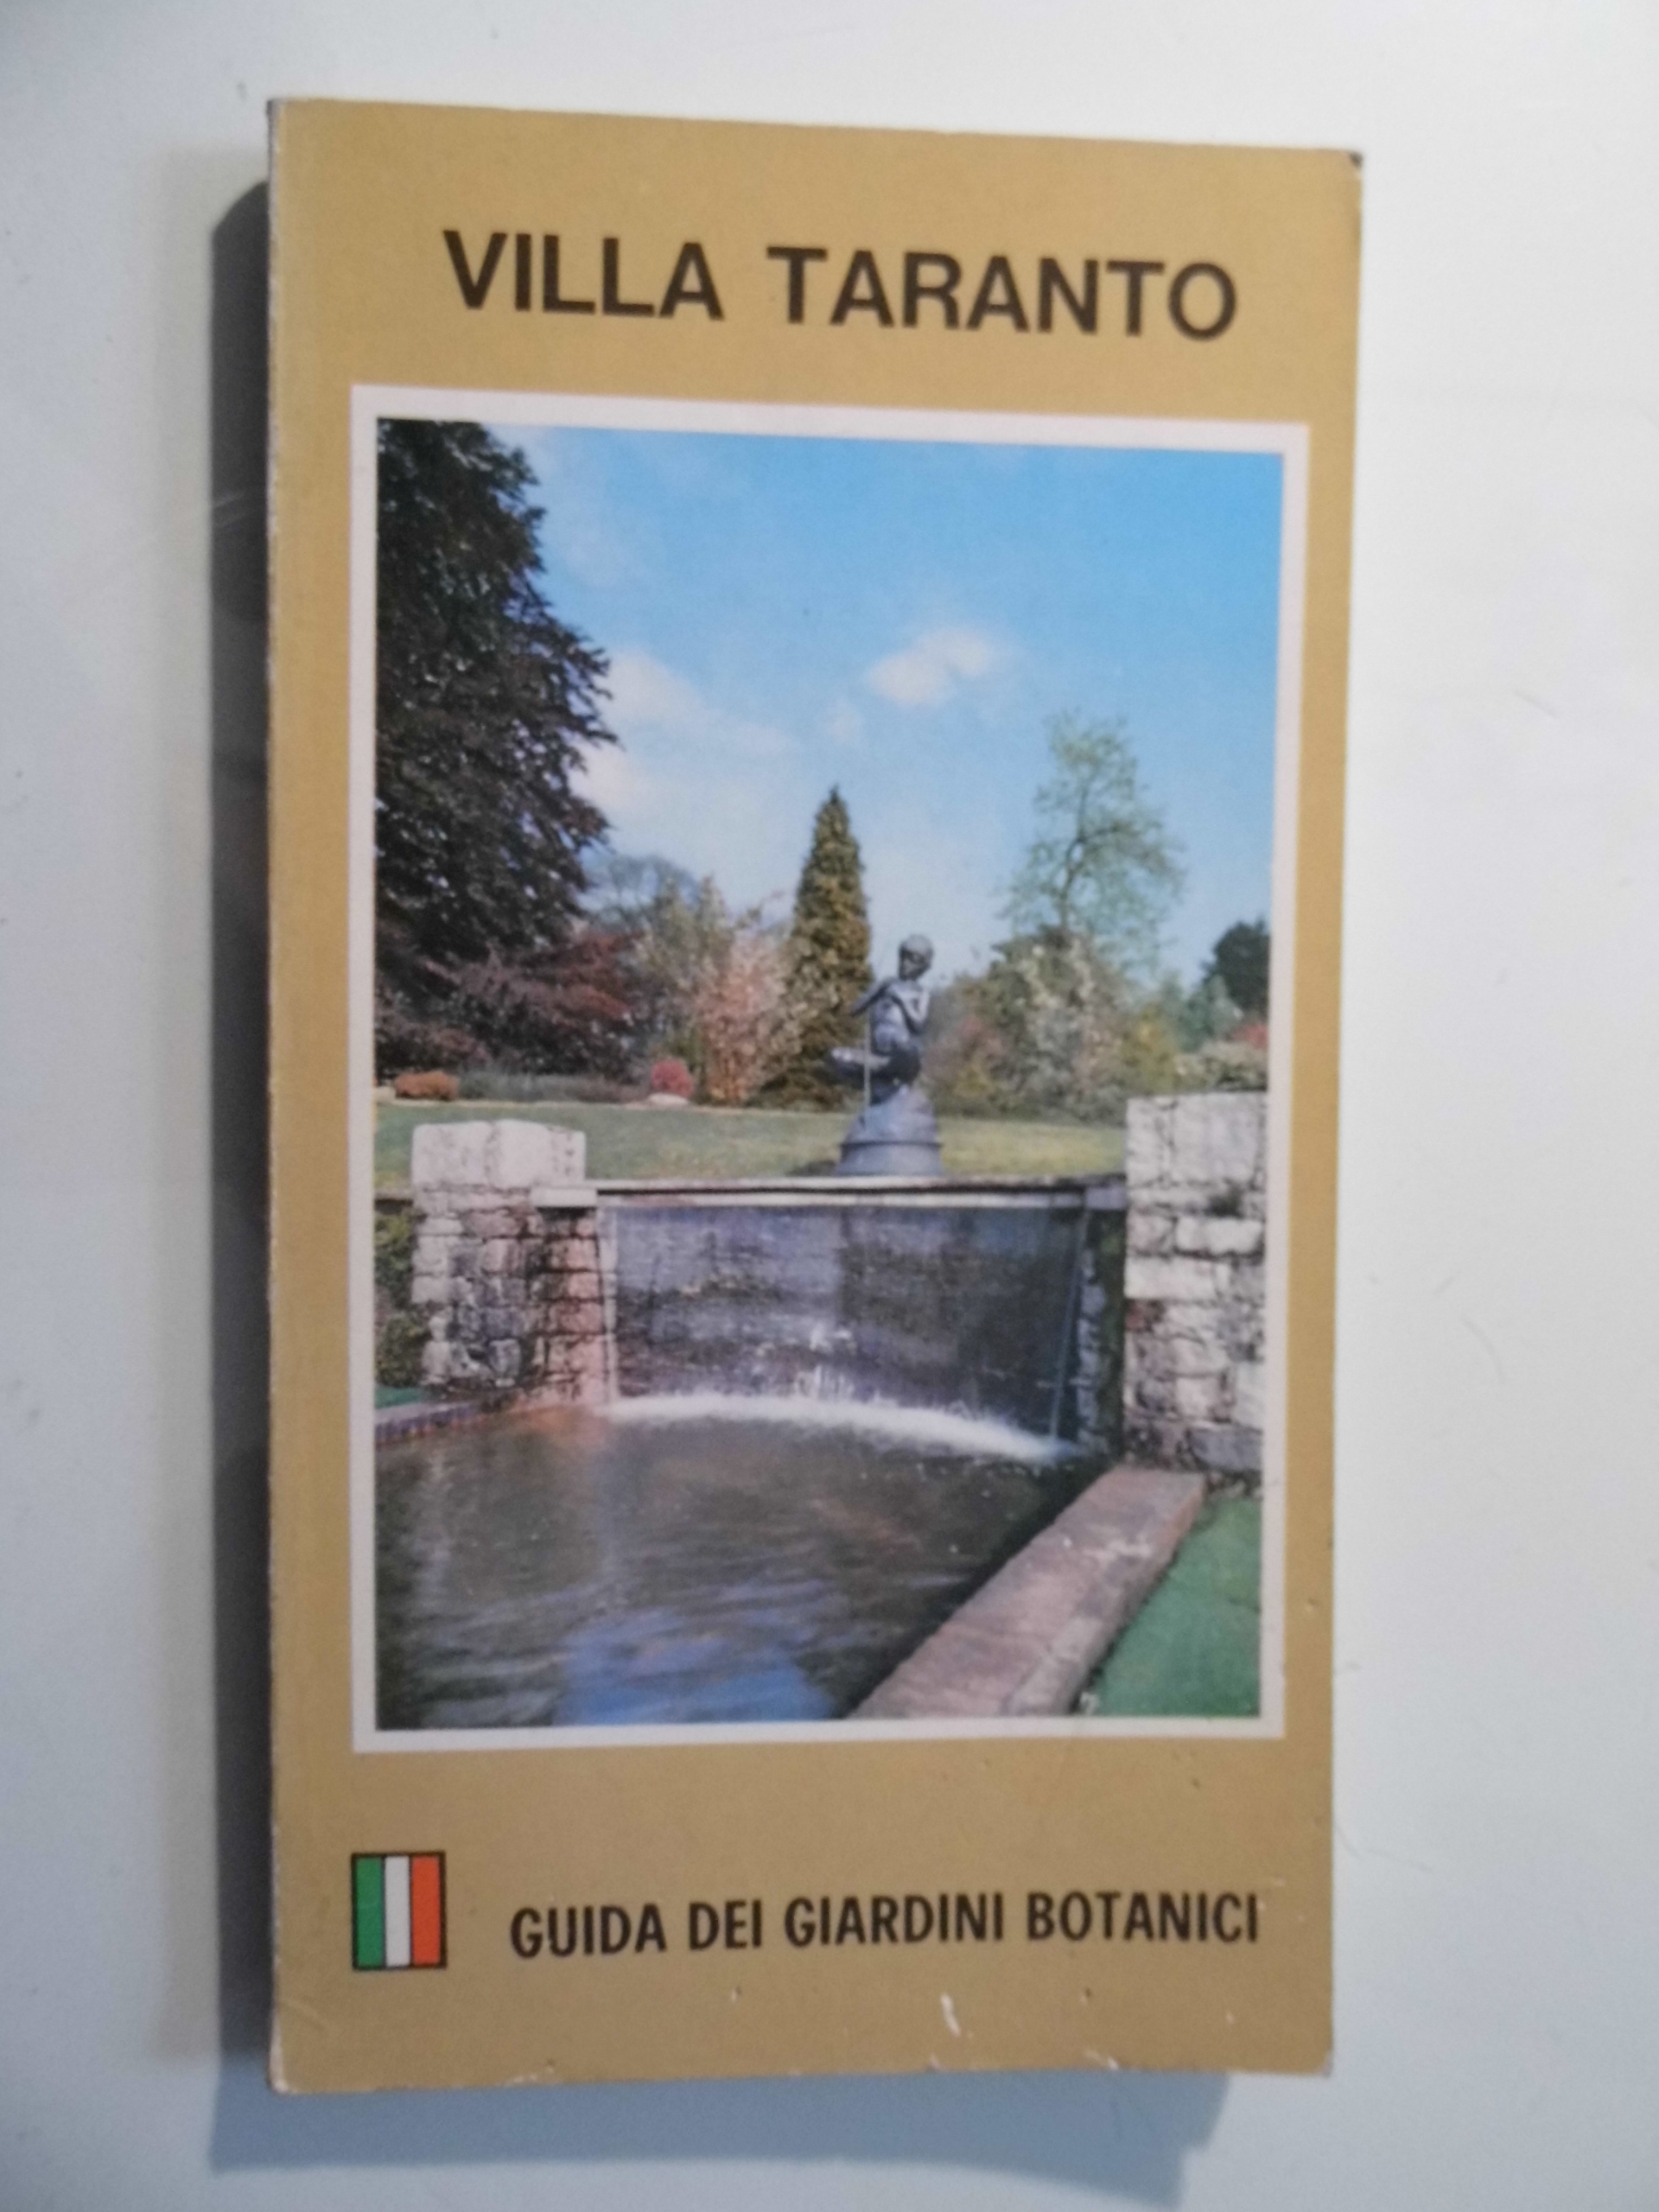 VILLA TARANTO
GUIDA DEI GIARDINI BOTANICI